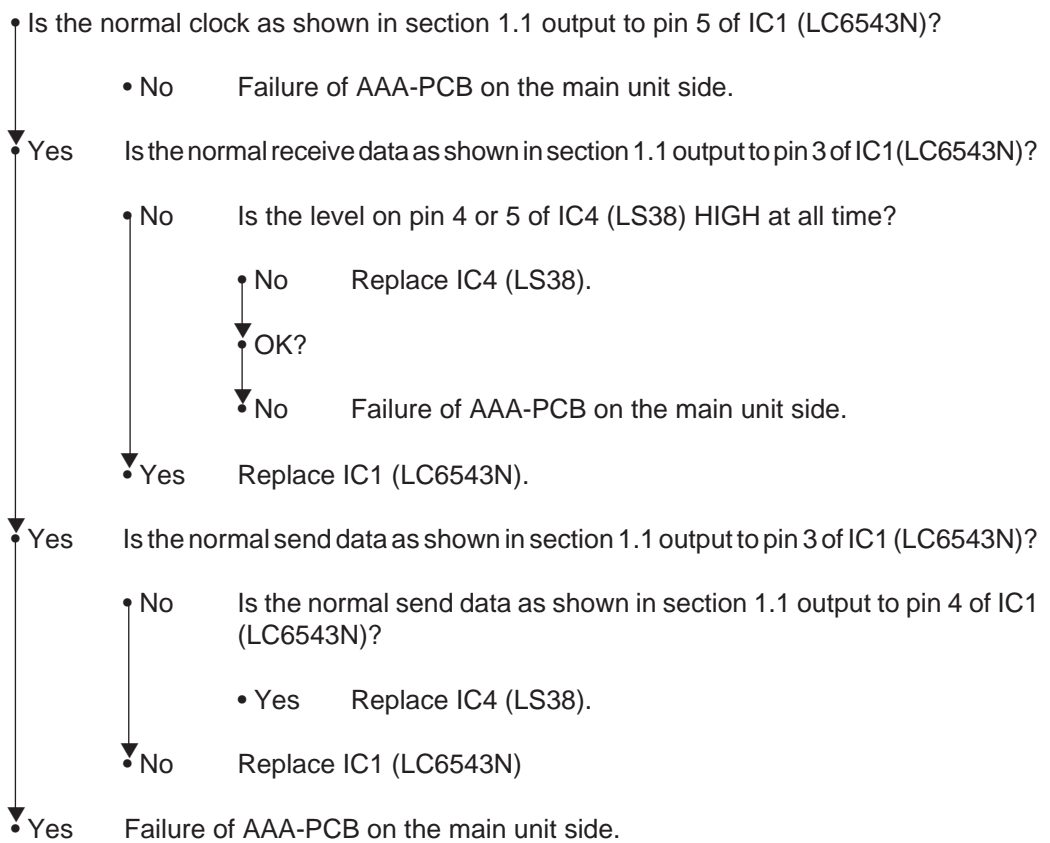 • Is the normal clock as shown in section 1.1 output to pin 5 of IC1 (LC6543N)?
• No Failure of AAA-PCB on the main unit side.
• Yes Is the normal receive data as shown in section 1.1 output to pin 3 of IC1(LC6543N)?
• No Is the level on pin 4 or 5 of IC4 (LS38) HIGH at all time?
• No Replace IC4 (LS38).
• OK?
• No Failure of AAA-PCB on the main unit side.
• Yes Replace IC1 (LC6543N).
• Yes Is the normal send data as shown in section 1.1 output to pin 3 of IC1 (LC6543N)?
• No Is the normal send data as shown in section 1.1 output to pin 4 of IC1
(LC6543N)?
• Yes Replace IC4 (LS38).
• No Replace IC1 (LC6543N)
• Yes Failure of AAA-PCB on the main unit side.